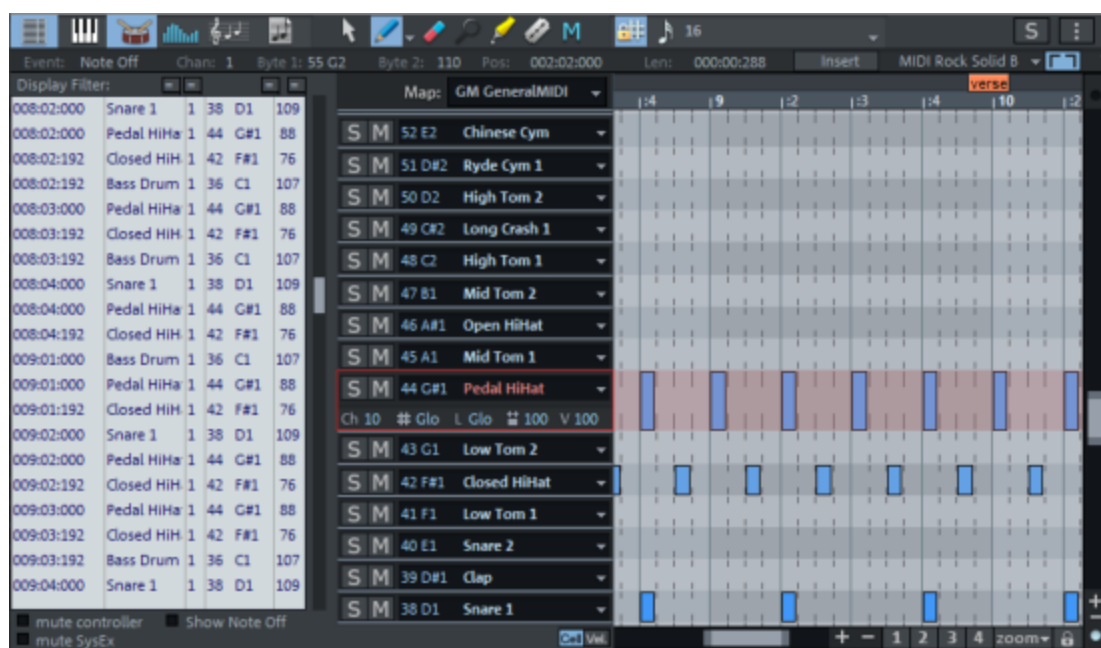 M 16 S
Event: Note Off Chan: 1 Byte 1: 55 G2 Byte 2: 110 Pos: 002:02:000 Len: 000:00:288 Insert MIDI Rock Solid B
Display Filter:
Map: GM GeneralMIDI
verse
:4 9 :2 :3 :4 10 :2
008:02:000 Snare 1 1 38 D1 109
008:02:000 Pedal HiHa 1 44 G#1 88
008:02:192 Closed HiH 1 42 F#1 76
008:02:192 Bass Drum 1 36 C1 107
008:03:000 Pedal HiHa 1 44 G#1 88
008:03:192 Closed HiH 1 42 F#1 76
008:03:192 Bass Drum 1 36 C1 107
008:04:000 Snare 1 1 38 D1 109
008:04:000 Pedal HiHa 1 44 G#1 88
008:04:192 Closed HiH 1 42 F#1 76
009:01:000 Bass Drum 1 36 C1 107
009:01:000 Pedal HiHa 1 44 G#1 88
009:01:192 Closed HiH 1 42 F#1 76
009:02:000 Snare 1 1 38 D1 109
009:02:000 Pedal HiHa 1 44 G#1 88
009:02:192 Closed HiH 1 42 F#1 76
009:03:000 Pedal HiHa 1 44 G#1 88
009:03:192 Closed HiH 1 42 F#1 76
009:03:192 Bass Drum 1 36 C1 107
009:04:000 Snare 1 1 38 D1 109
mute controller Show Note Off
mute SysEx
S M 52 E2 Chinese Cym
S M 51 D#2 Ryde Cym 1
S M 50 D2 High Tom 2
S M 49 C#2 Long Crash 1
S M 48 C2 High Tom 1
S M 47 B1 Mid Tom 2
S M 46 A#1 Open HiHat
S M 45 A1 Mid Tom 1
S M 44 G#1 Pedal HiHat
Ch 10 # Glo L Glo 100 V 100
S M 43 G1 Low Tom 2
S M 42 F#1 Closed HiHat
S M 41 F1 Low Tom 1
S M 40 E1 Snare 2
S M 39 D#1 Clap
S M 38 D1 Snare 1
Vel + - 1 2 3 4 zoom